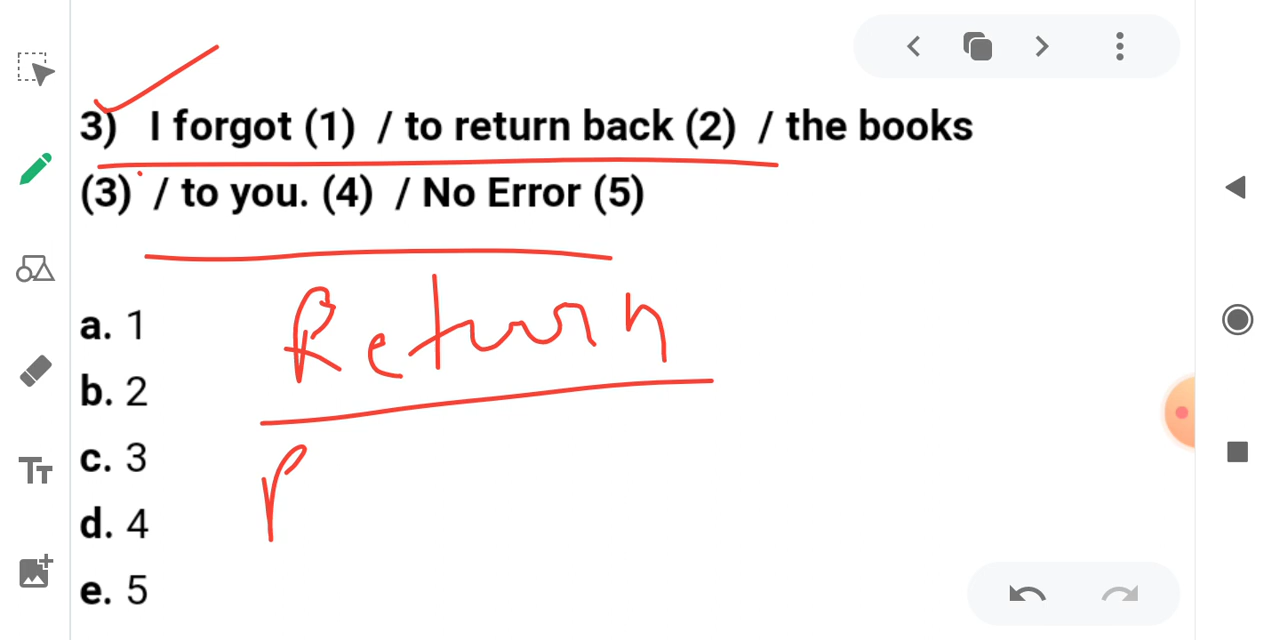 3) I forgot (1) / to return back (2) / the books
(3) / to you. (4) / No Error (5)
Return
a. 1
b. 2
c. 3
d. 4
e. 5
r
TT